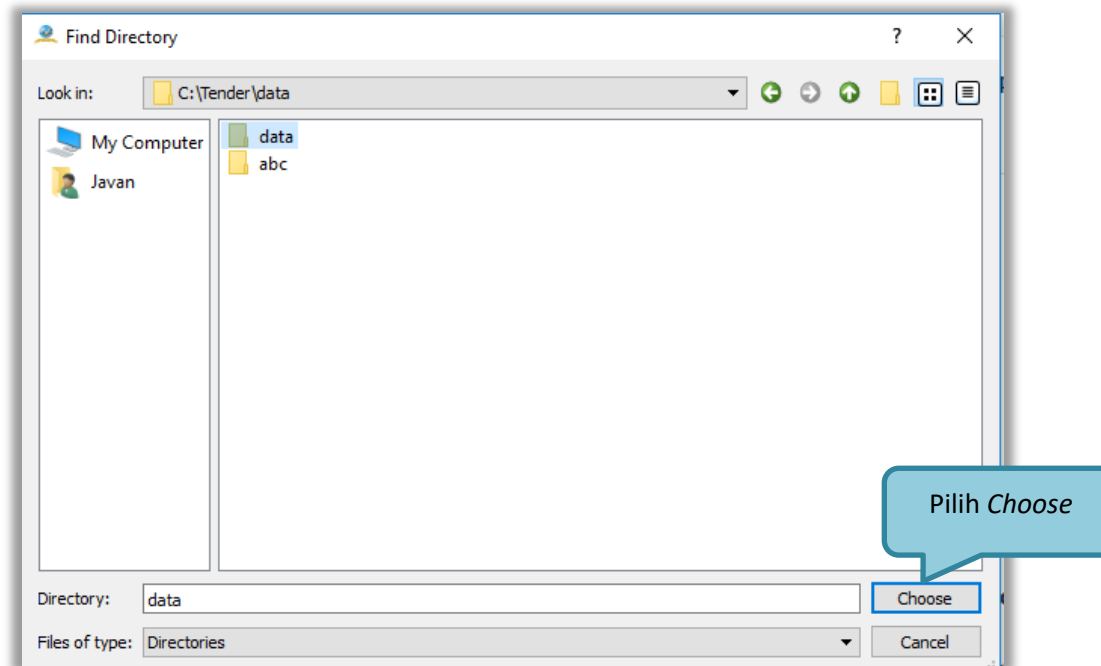 Find Directory ?
Look in: C:\Tender\data
My Computer
Javan
data
abc
Pilih Choose
Directory: data Choose
Files of type: Directories Cancel